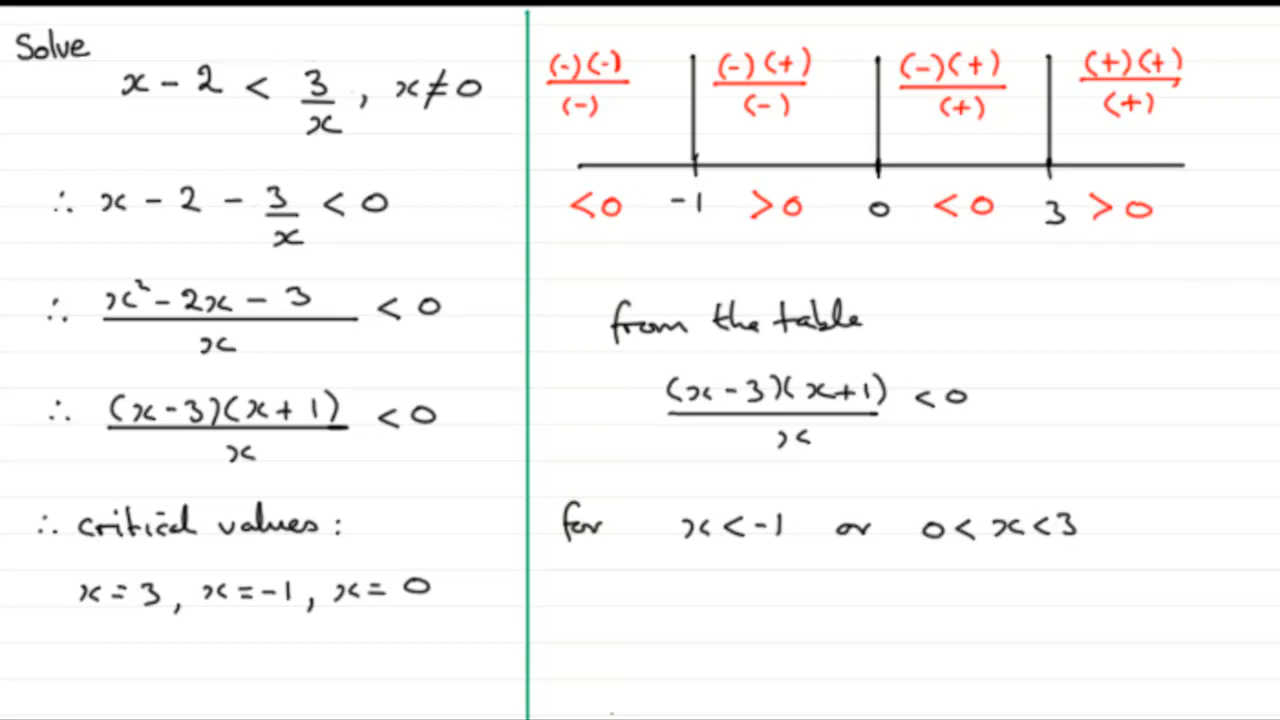 Solve
x - 2 < 3/x , x ≠ 0
∴ x - 2 - 3/x < 0
∴ (x² - 2x - 3)/x < 0
∴ (x-3)(x+1)/x < 0
∴ critical values:
x = 3, x = -1, x = 0
(-)(-)/(-) (-)(+)/(-) (-)(+)/(+) (+)(+)/(+)
<0 -1 >0 0 <0 3 >0
from the table
(x-3)(x+1)/x < 0
for x < -1 or 0 < x < 3